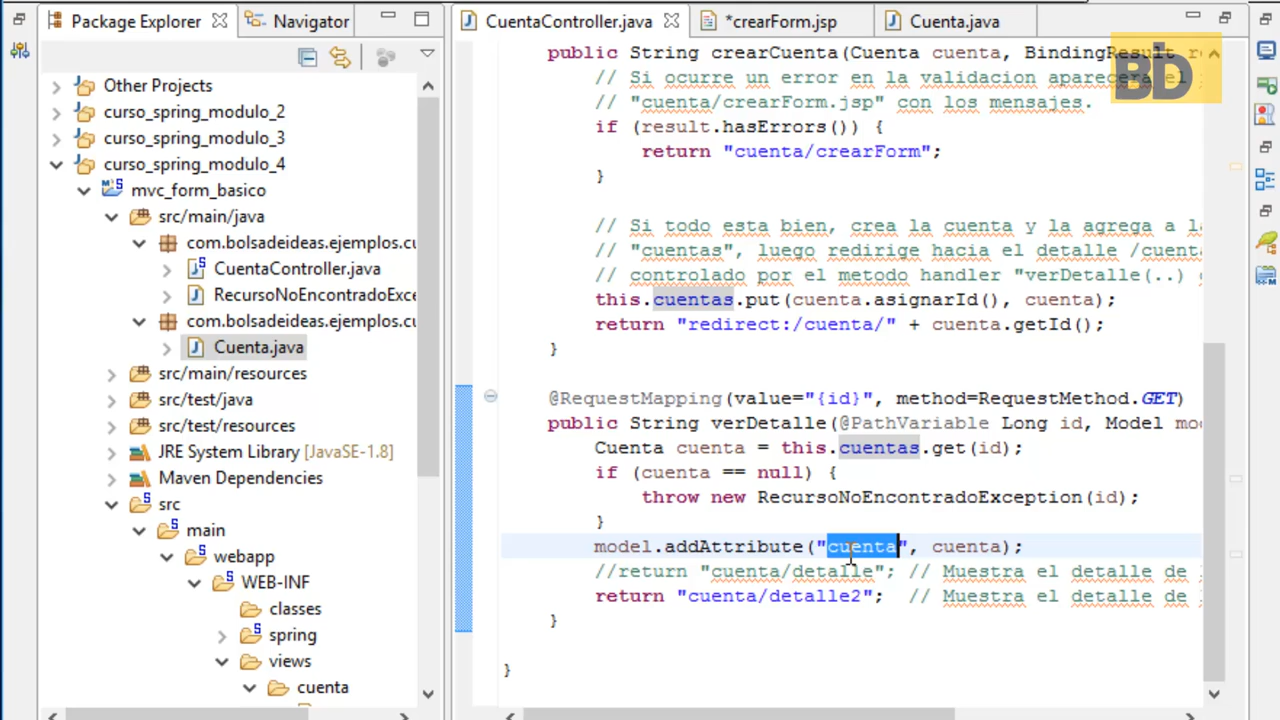 Package Explorer
Navigator
Other Projects
curso_spring_modulo_2
curso_spring_modulo_3
curso_spring_modulo_4
mvc_form_basico
src/main/java
com.bolsadeideas.ejemplos.cu
CuentaController.java
RecursoNoEncontradoExce
com.bolsadeideas.ejemplos.cu
Cuenta.java
src/main/resources
src/test/java
src/test/resources
JRE System Library [JavaSE-1.8]
Maven Dependencies
src
main
webapp
WEB-INF
classes
spring
views
cuenta
CuentaController.java
*crearForm.jsp
Cuenta.java
public String crearCuenta(Cuenta cuenta, BindingResult re
// Si ocurre un error en la validacion aparecera el
// "cuenta/crearForm.jsp" con los mensajes.
if (result.hasErrors()) {
return "cuenta/crearForm";
}
// Si todo esta bien, crea la cuenta y la agrega a l
// "cuentas", luego redirige hacia el detalle /cuent
// controlado por el metodo handler "verDetalle(..)
this.cuentas.put(cuenta.asignarId(), cuenta);
return "redirect:/cuenta/" + cuenta.getId();
}
@RequestMapping(value="{id}", method=RequestMethod.GET)
public String verDetalle(@PathVariable Long id, Model mo
Cuenta cuenta = this.cuentas.get(id);
if (cuenta == null) {
throw new RecursoNoEncontradoException(id);
}
model.addAttribute("cuenta", cuenta);
//return "cuenta/detalle"; // Muestra el detalle de
return "cuenta/detalle2"; // Muestra el detalle de
}
}
BD